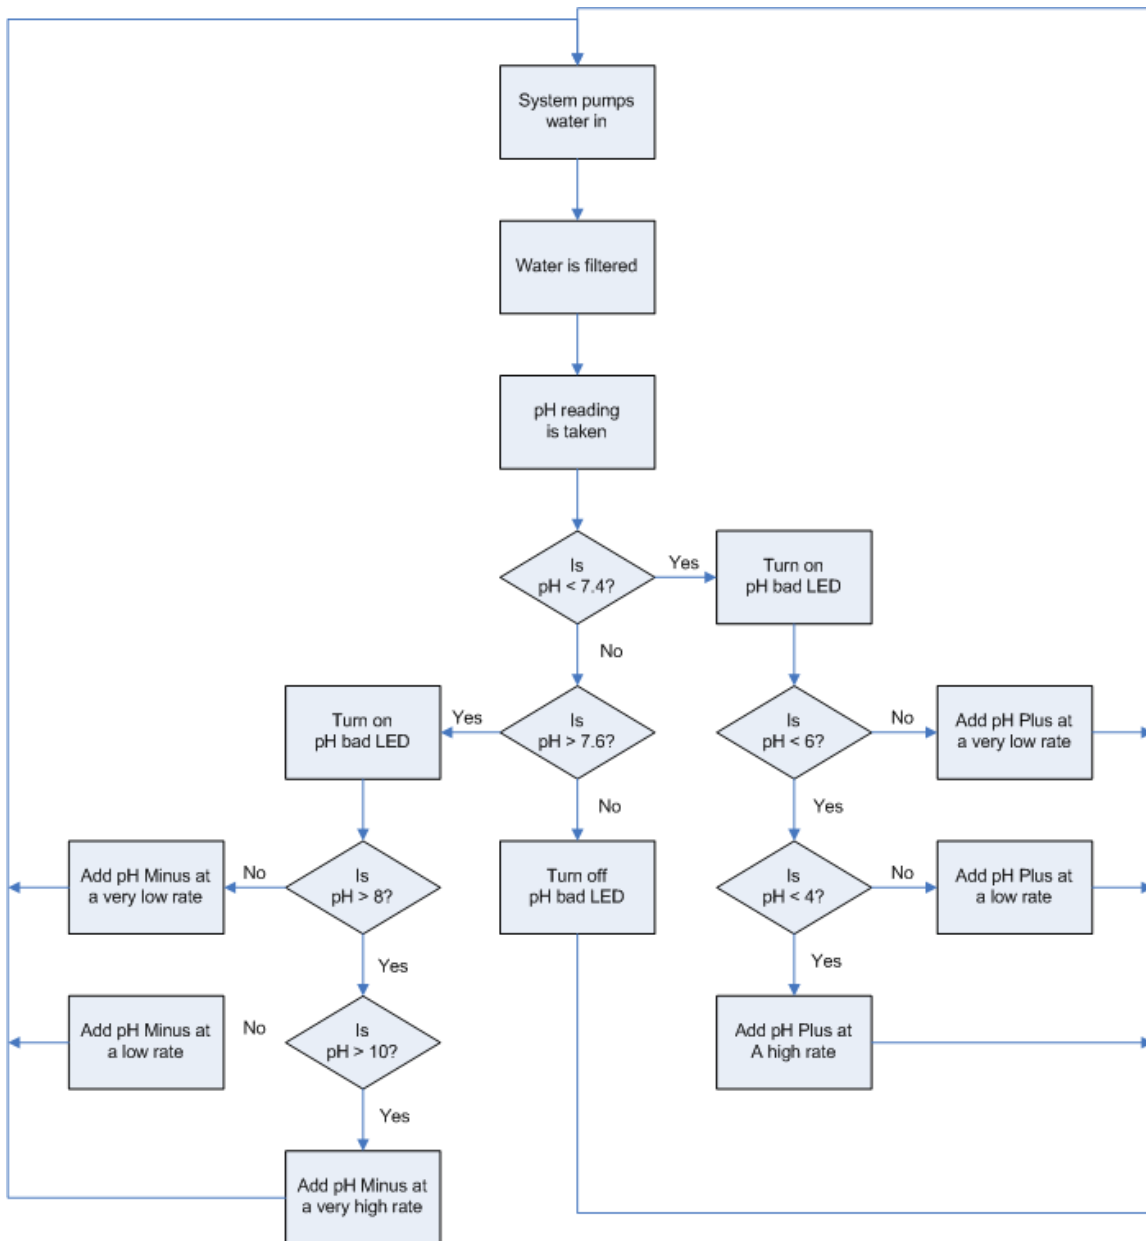 System pumps
water in
Water is filtered
pH reading
is taken
Is
pH < 7.4?
Yes
Turn on
pH bad LED
No
Turn on
pH bad LED
Yes
Is
pH > 7.6?
Is
pH < 6?
No
Add pH Plus at
a very low rate
No
Yes
Add pH Minus at
a very low rate
No
Is
pH > 8?
Turn off
pH bad LED
Is
pH < 4?
No
Add pH Plus at
a low rate
Yes
Yes
Add pH Minus at
a low rate
No
Is
pH > 10?
Add pH Plus at
A high rate
Yes
Add pH Minus at
a very high rate